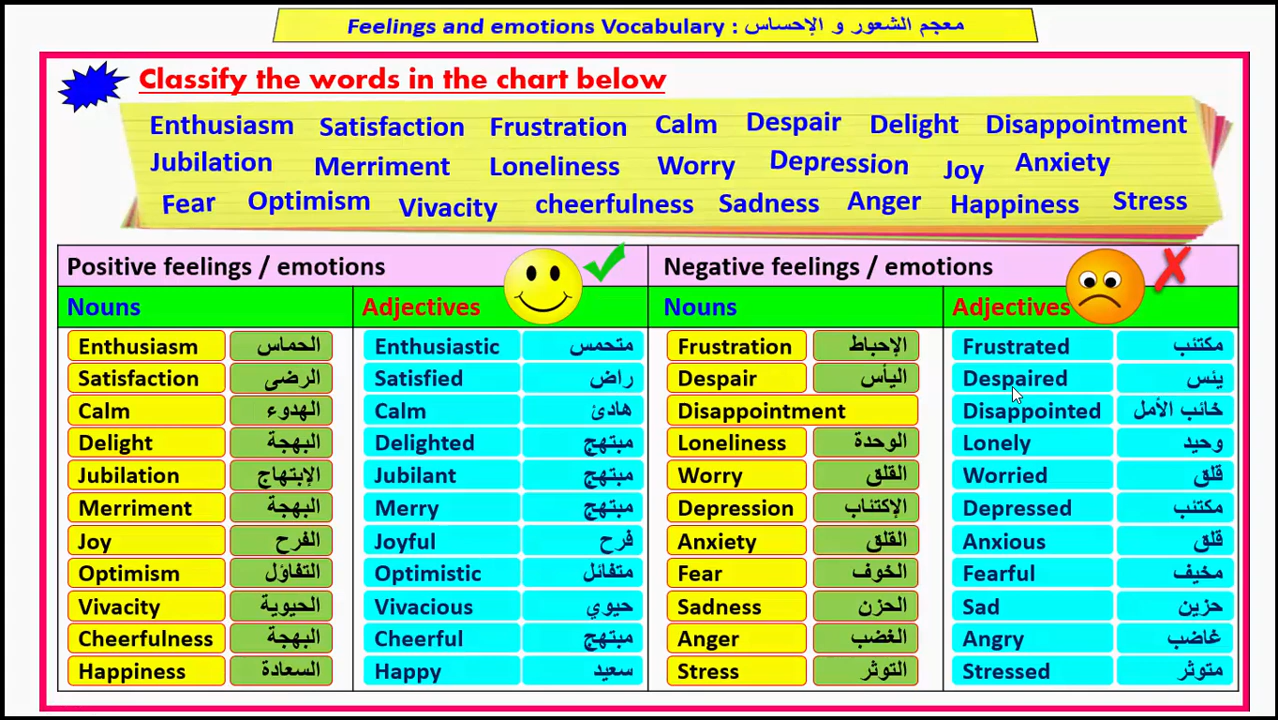 Feelings and emotions Vocabulary : معجم الشعور و الإحساس
Classify the words in the chart below
Enthusiasm Satisfaction Frustration Calm Despair Delight Disappointment
Jubilation Merriment Loneliness Worry Depression Joy Anxiety
Fear Optimism Vivacity cheerfulness Sadness Anger Happiness Stress
Positive feelings / emotions Negative feelings / emotions
Nouns Adjectives Nouns Adjectives
Enthusiasm الحماس Enthusiastic متحمس Frustration الإحباط Frustrated مكتئب
Satisfaction الرضى Satisfied راض Despair اليأس Despaired يئس
Calm الهدوء Calm هادئ Disappointment Disappointed خائب الأمل
Delight البهجة Delighted مبتهج Loneliness الوحدة Lonely وحيد
Jubilation الإبتهاج Jubilant مبتهج Worry القلق Worried قلق
Merriment البهجة Merry مبتهج Depression الإكتئاب Depressed مكتئب
Joy الفرح Joyful فرح Anxiety القلق Anxious قلق
Optimism التفاؤل Optimistic متفائل Fear الخوف Fearful مخيف
Vivacity الحيوية Vivacious حيوي Sadness الحزن Sad حزين
Cheerfulness البهجة Cheerful مبتهج Anger الغضب Angry غاضب
Happiness السعادة Happy سعيد Stress التوثر Stressed متوثر